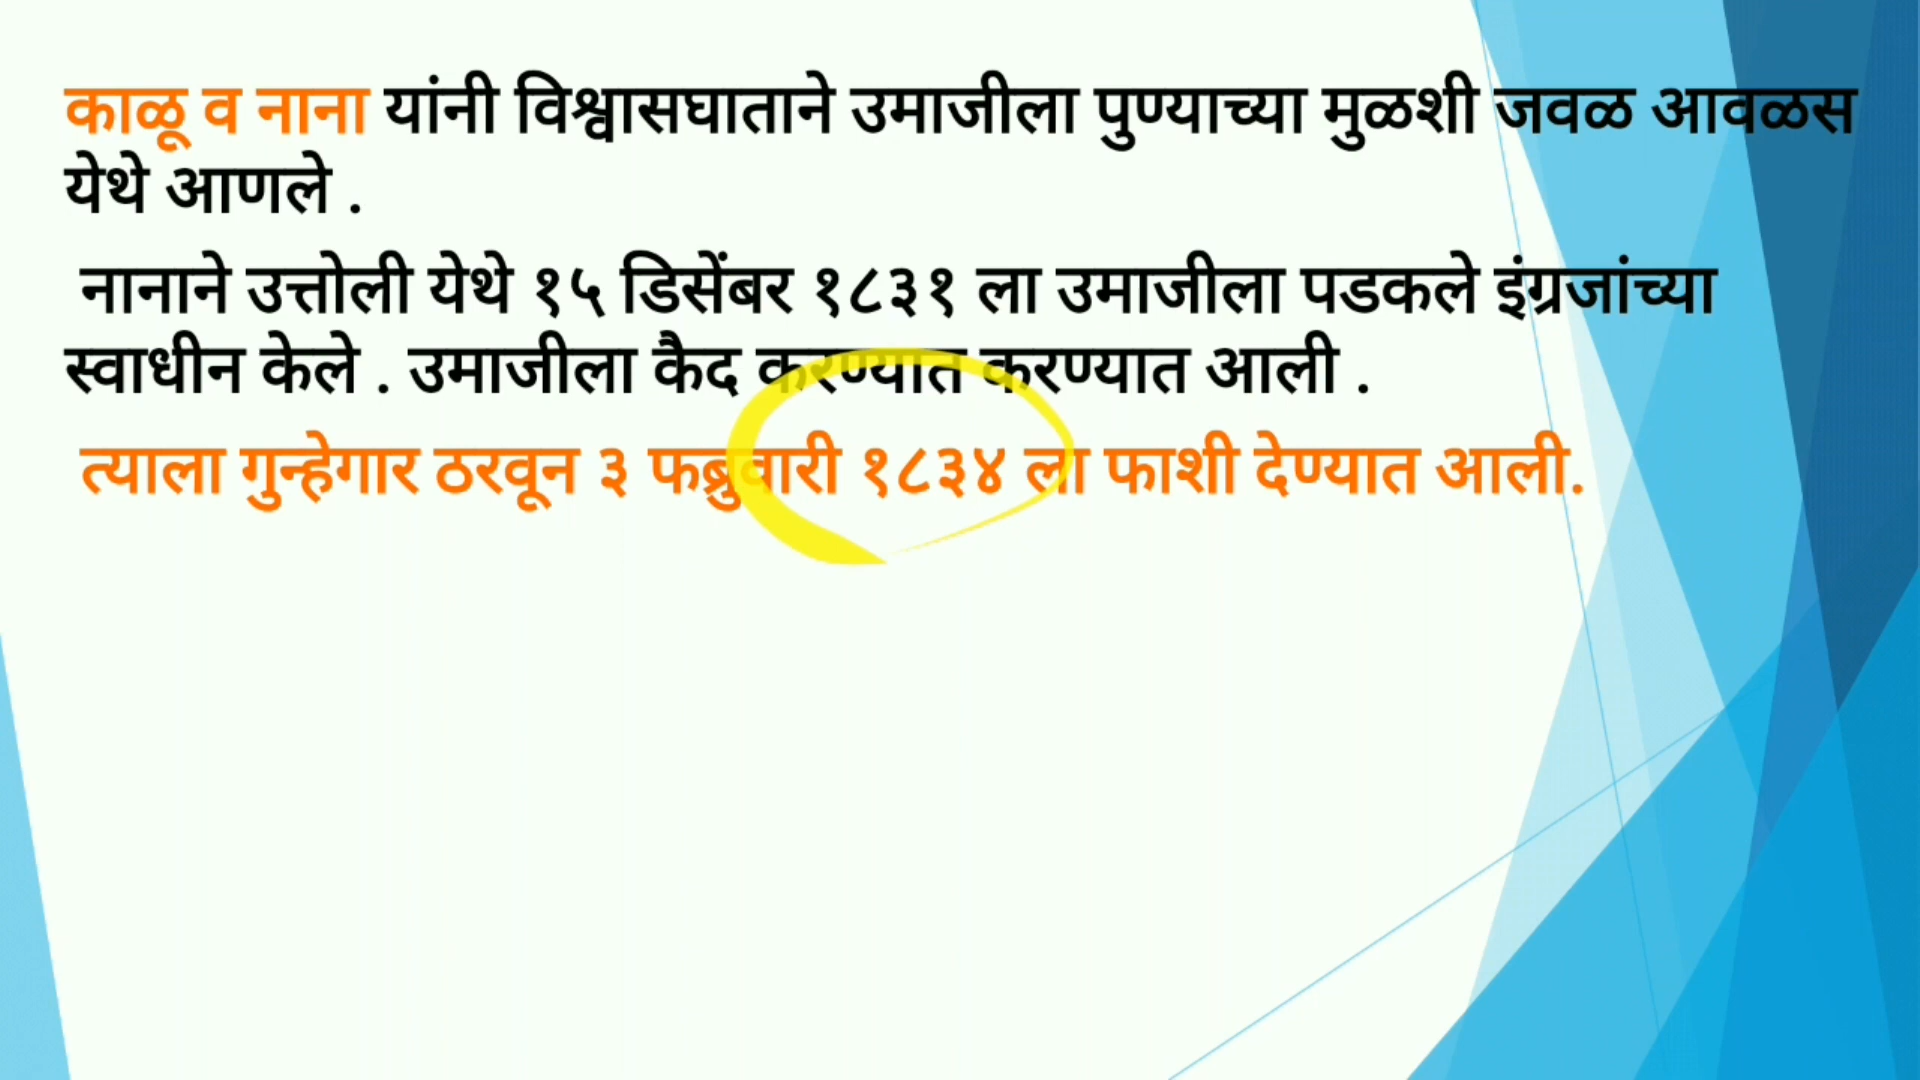 काळू व नाना यांनी विश्वासघाताने उमाजीला पुण्याच्या मुळशी जवळ आवळस
येथे आणले .
नानाने उत्तोली येथे १५ डिसेंबर १८३१ ला उमाजीला पडकले इंग्रजांच्या
स्वाधीन केले . उमाजीला कैद करण्यात करण्यात आली .
त्याला गुन्हेगार ठरवून ३ फब्रुवारी १८३४ ला फाशी देण्यात आली.